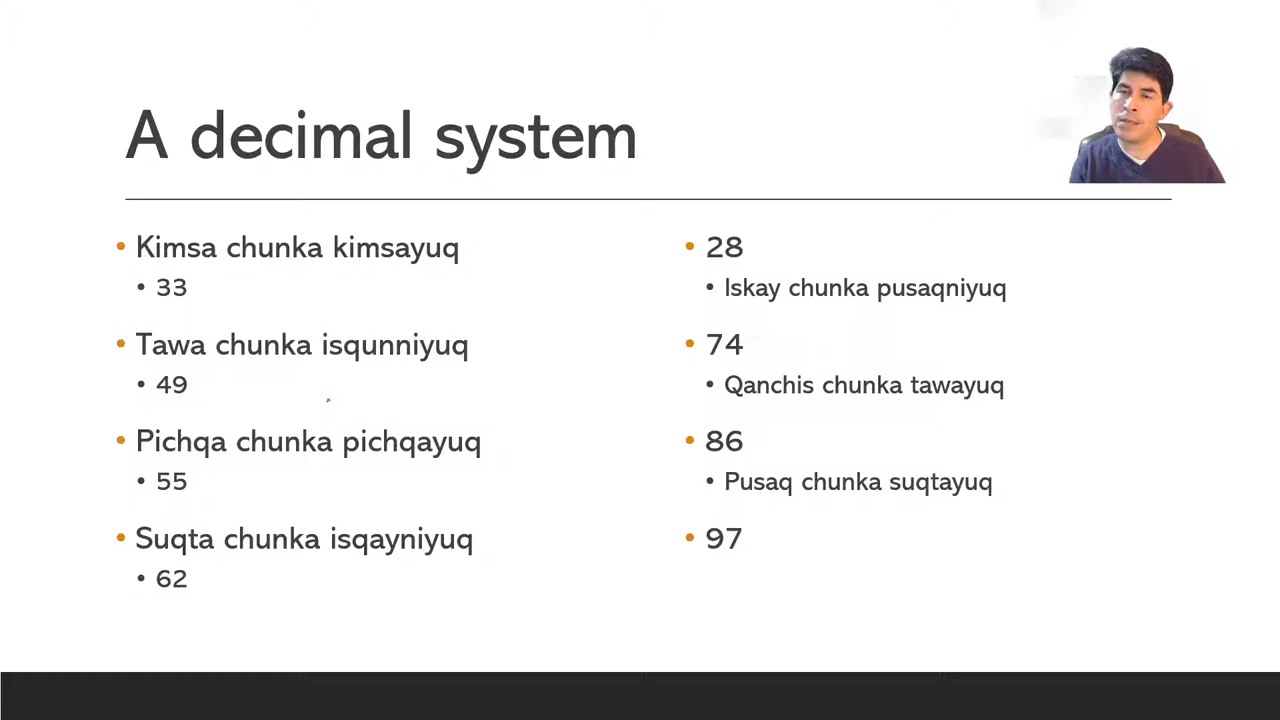 A decimal system
• Kimsa chunka kimsayuq
• 33
• Tawa chunka isqunniyuq
• 49
• Pichqa chunka pichqayuq
• 55
• Suqta chunka isqayniyuq
• 62
• 28
• Iskay chunka pusaqniyuq
• 74
• Qanchis chunka tawayuq
• 86
• Pusaq chunka suqtayuq
• 97